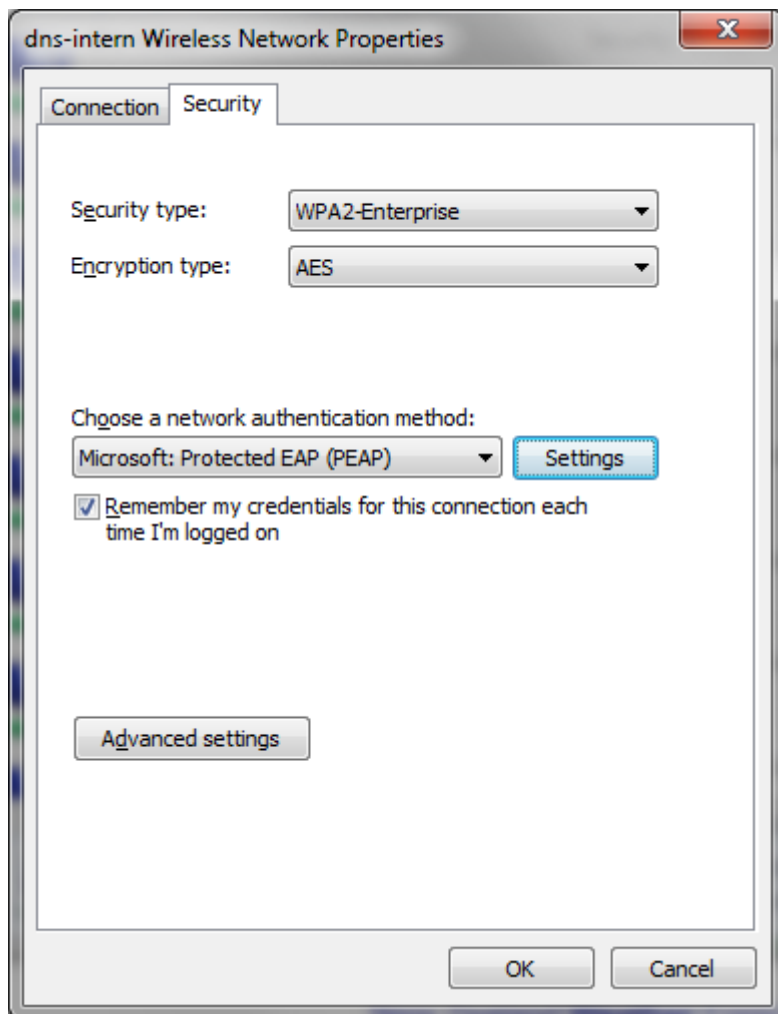 dns-intern Wireless Network Properties
Connection Security
Security type: WPA2-Enterprise
Encryption type: AES
Choose a network authentication method:
Microsoft: Protected EAP (PEAP) Settings
Remember my credentials for this connection each
time I'm logged on
Advanced settings
OK Cancel